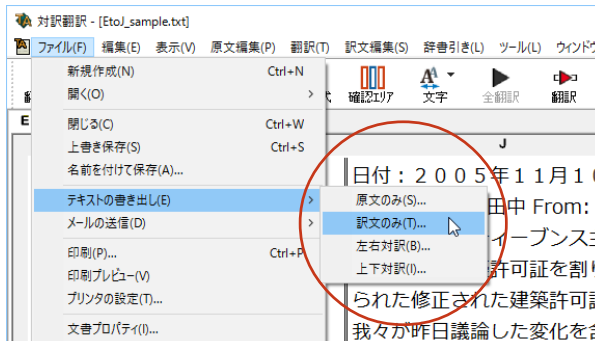 対訳翻訳 - [EtoJ_sample.txt]
ファイル(F) 編集(E) 表示(V) 原文編集(P) 翻訳(T) 訳文編集(S) 辞書引き(L) ツール(L) ウィンドウ
新規作成(N) Ctrl+N
開く(O)
閉じる(C) Ctrl+W
上書き保存(S) Ctrl+S
名前を付けて保存(A)...
テキストの書き出し(E)
メールの送信(D)
印刷(P)... Ctrl+P
印刷プレビュー(V)
プリンタの設定(T)...
文書プロパティ(I)...
原文のみ(S)...
訳文のみ(T)...
左右対訳(B)...
上下対訳(I)...
確認エリア 文字 全翻訳 翻訳
E
J
日付：２００５年１１月１０
田中 From:
イーブンス
許可証を割り
られた修正された建築許可
我々が昨日議論した変化を